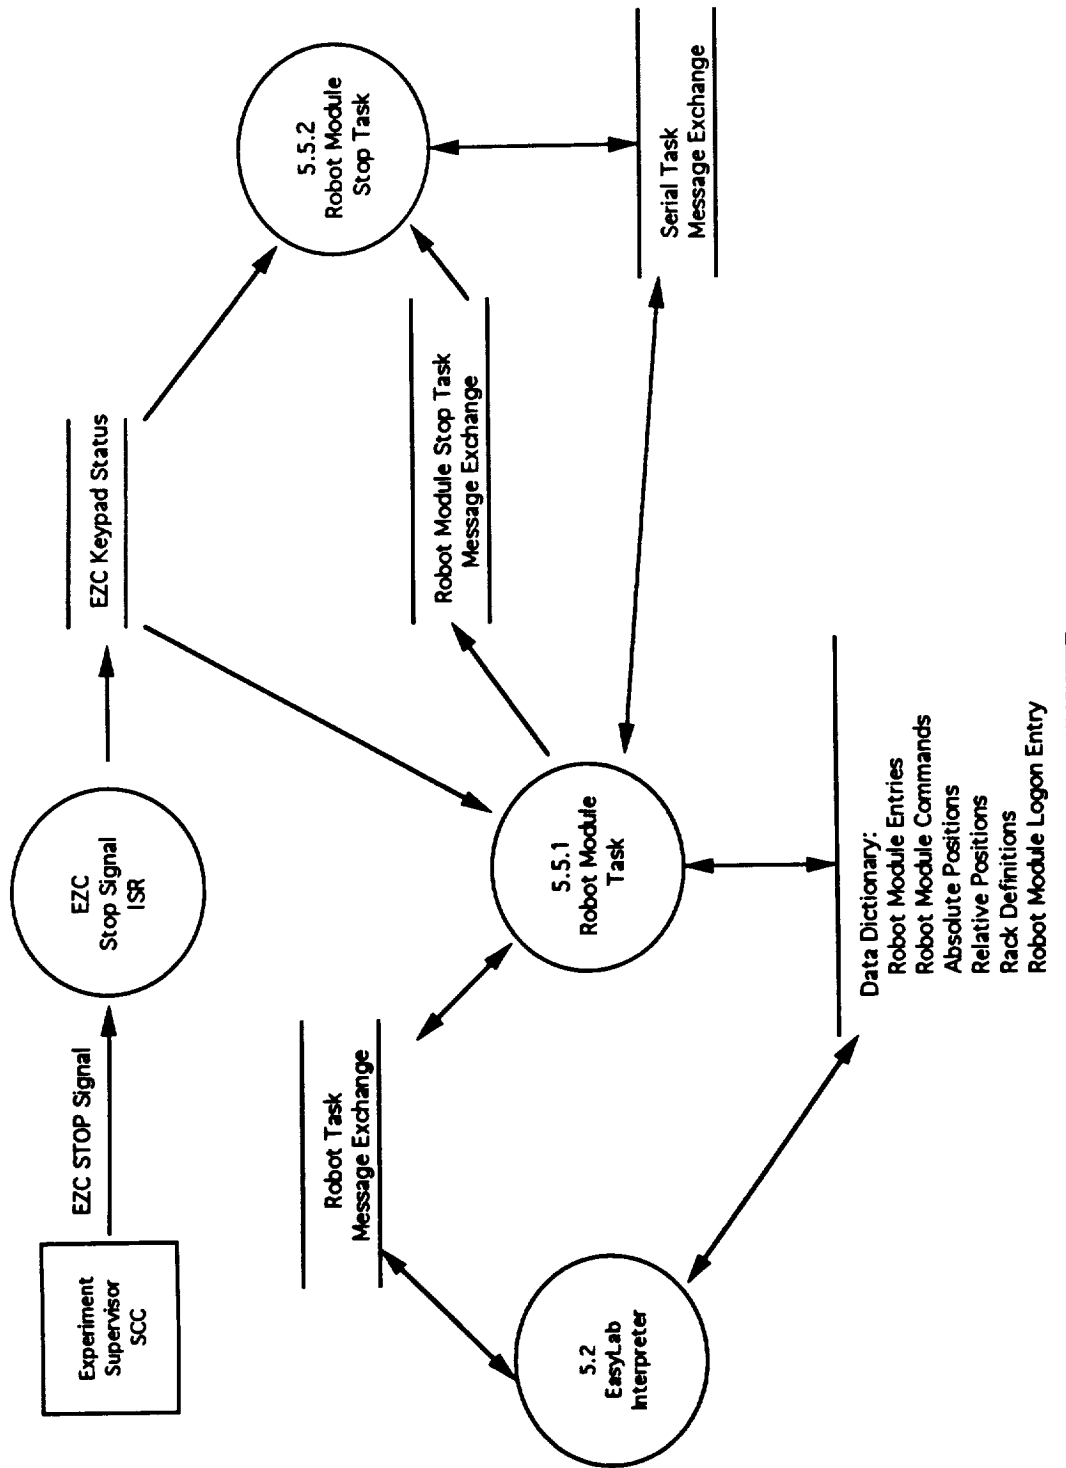 Experiment
Supervisor
SCC
EZC STOP Signal
EZC
Stop Signal
ISR
EZC Keypad Status
Robot Task
Message Exchange
Robot Module Stop Task
Message Exchange
5.5.2
Robot Module
Stop Task
5.2
EasyLab
Interpreter
5.5.1
Robot Module
Task
Serial Task
Message Exchange
Data Dictionary:
Robot Module Entries
Robot Module Commands
Absolute Positions
Relative Positions
Rack Definitions
Robot Module Logon Entry